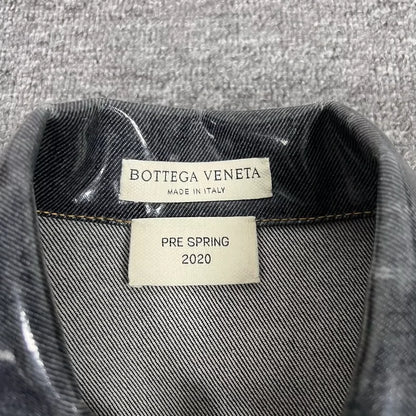 BOTTEGA VENETA
MADE IN ITALY
PRE SPRING
2020